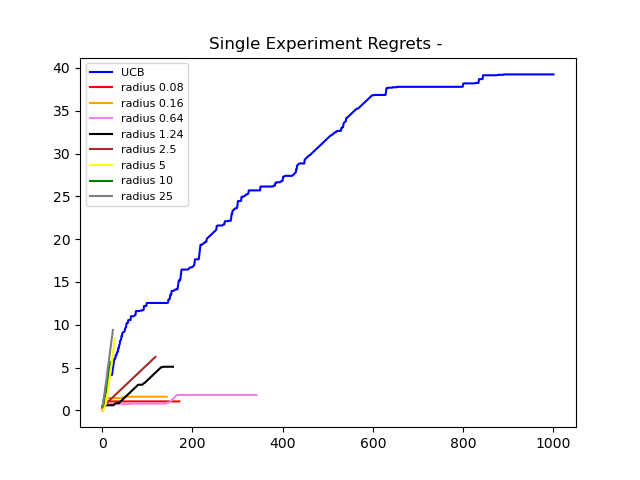 Single Experiment Regrets -
40
35
30
25
20
15
10
5
0
UCB
radius 0.08
radius 0.16
radius 0.64
radius 1.24
radius 2.5
radius 5
radius 10
radius 25
0 200 400 600 800 1000